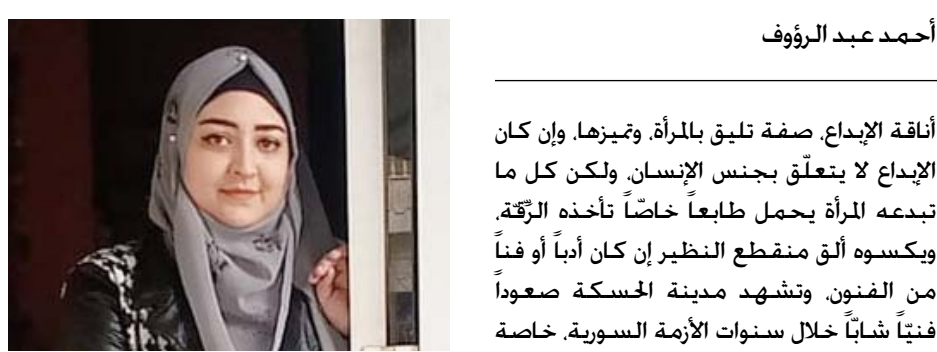 أحمد عبد الرؤوف
أناقة الإبداع، صفة تليق بالمرأة، وتميزها، وإن كان
الإبداع لا يتعلّق بجنس الإنسان، ولكن كل ما
تبدعه المرأة يحمل طابعاً خاصّاً تأخذه الرّقّة،
ويكسوه ألق منقطع النظير إن كان أدباً أو فناً
من الفنون، وتشهد مدينة الحسكة صعوداً
فنيّاً شابّاً خلال سنوات الأزمة السورية، خاصة